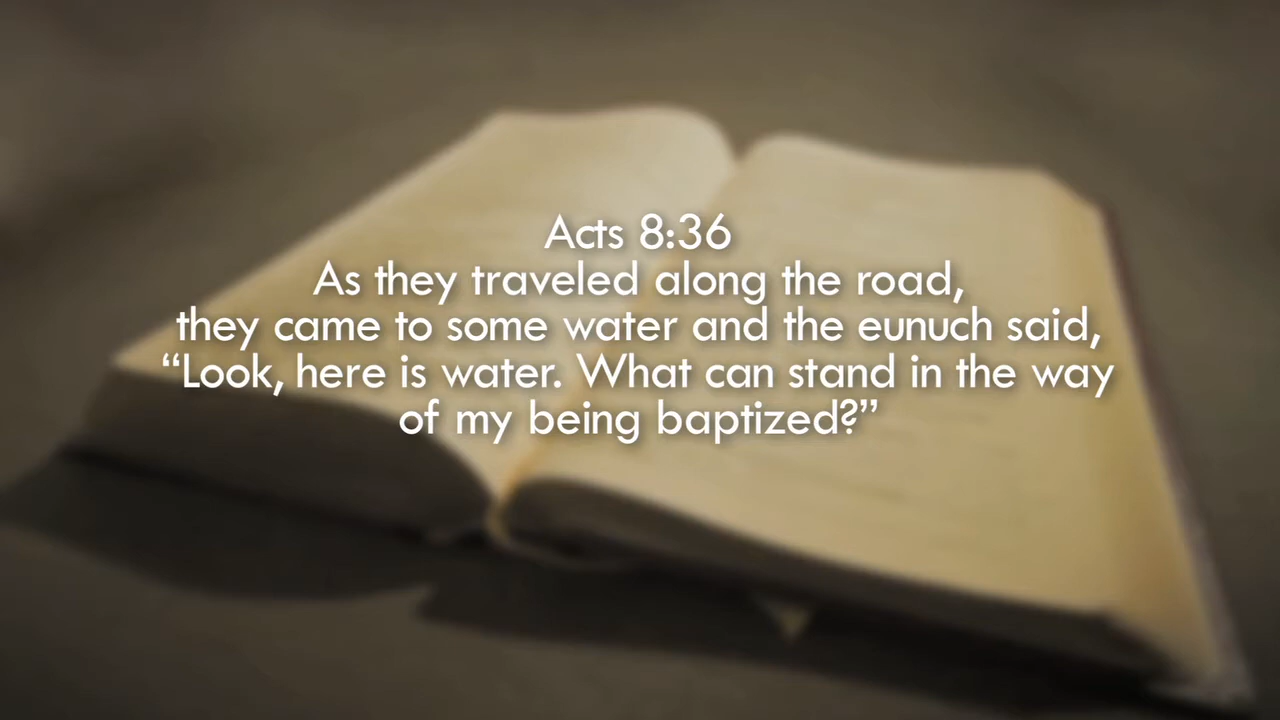 Acts 8:36
As they traveled along the road,
they came to some water and the eunuch said,
“Look, here is water. What can stand in the way
of my being baptized?”